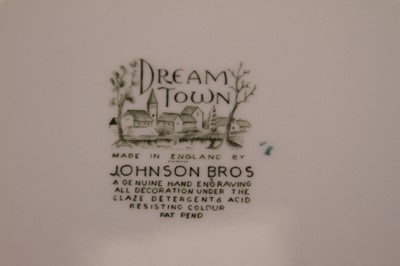 DREAM
TOWN
MADE IN ENGLAND BY
JOHNSON BROS
A GENUINE HAND ENGRAVING
ALL DECORATION UNDER THE
GLAZE DETERGENT & ACID
RESISTING COLOUR
PAT PEND